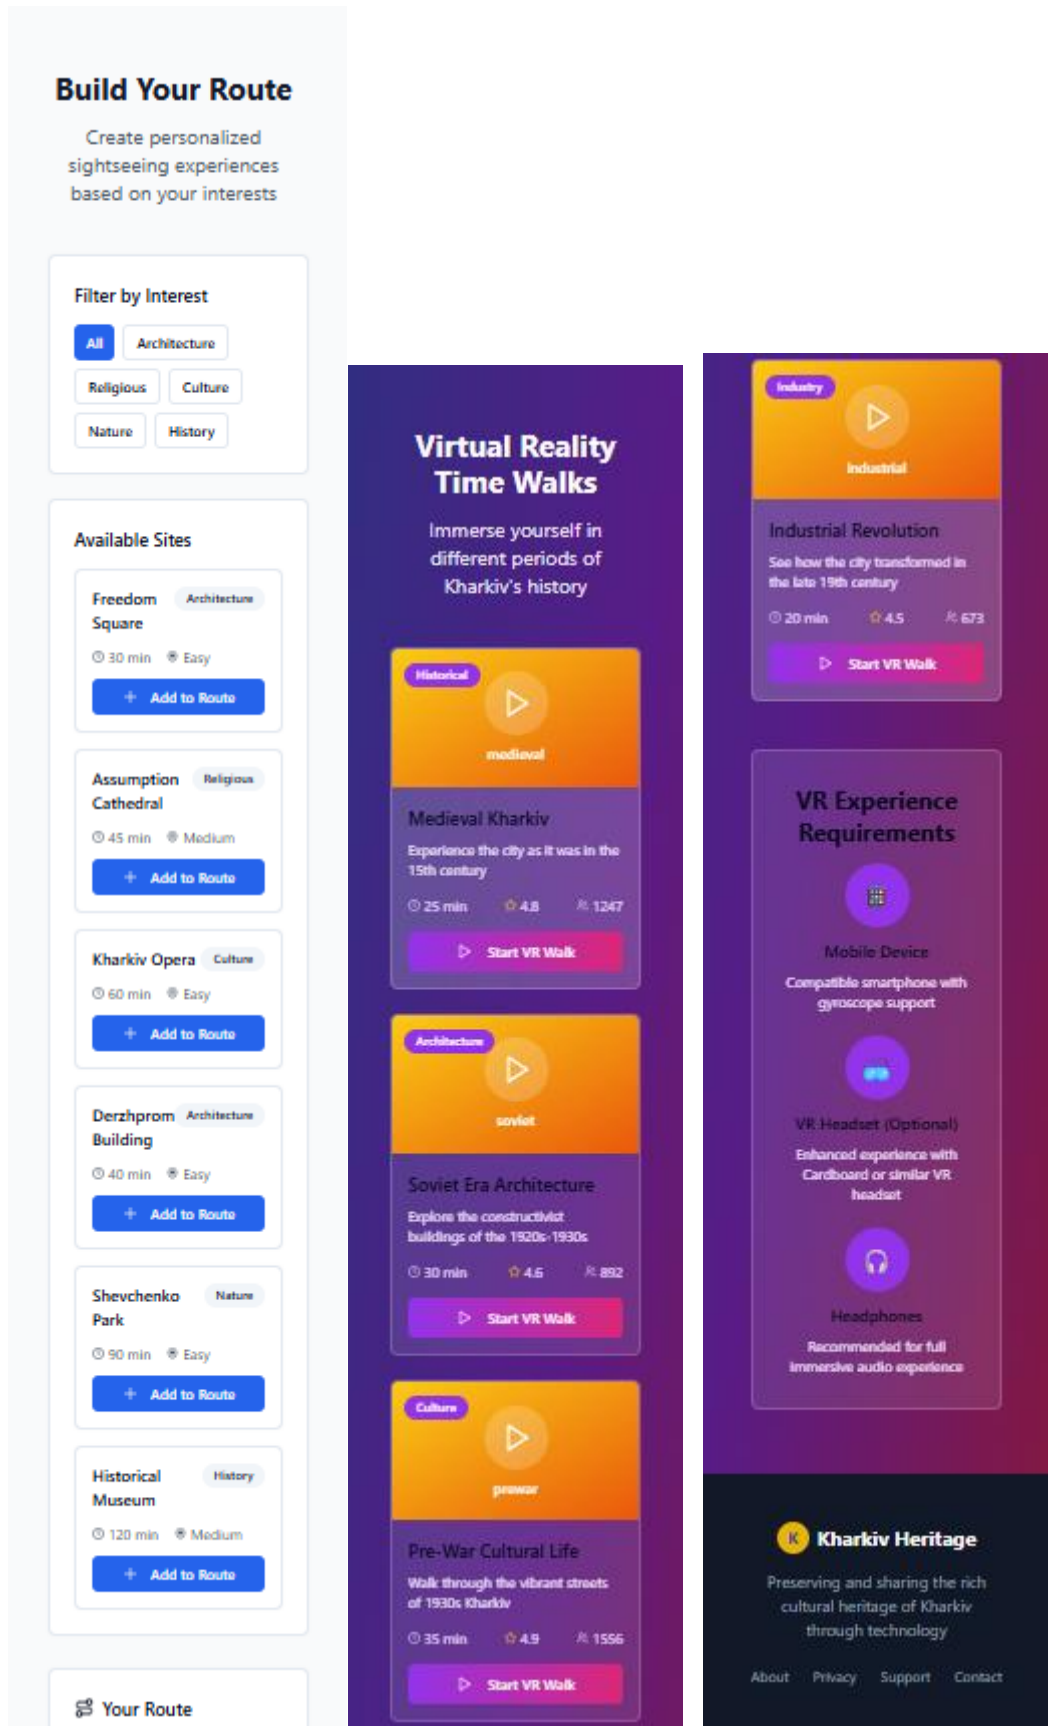 Build Your Route
Create personalized
sightseeing experiences
based on your interests
Filter by Interest
All
Architecture
Religious
Culture
Nature
History
Available Sites
Freedom
Square
Architecture
30 min
Easy
+ Add to Route
Assumption
Cathedral
Religious
45 min
Medium
+ Add to Route
Kharkiv Opera
Culture
60 min
Easy
+ Add to Route
Derzhprom
Building
Architecture
40 min
Easy
+ Add to Route
Shevchenko
Park
Nature
90 min
Easy
+ Add to Route
Historical
Museum
History
120 min
Medium
+ Add to Route
Your Route
Virtual Reality
Time Walks
Immerse yourself in
different periods of
Kharkiv's history
Historical
medieval
Medieval Kharkiv
Experience the city as it was in the
15th century
25 min
4.8
1247
Start VR Walk
Architecture
soviet
Soviet Era Architecture
Explore the constructivist
buildings of the 1920s-1930s
30 min
4.6
892
Start VR Walk
Culture
prewar
Pre-War Cultural Life
Walk through the vibrant streets
of 1930s Kharkiv
35 min
4.9
1556
Start VR Walk
Industry
industrial
Industrial Revolution
See how the city transformed in
the late 19th century
20 min
4.5
673
Start VR Walk
VR Experience
Requirements
Mobile Device
Compatible smartphone with
gyroscope support
VR Headset (Optional)
Enhanced experience with
Cardboard or similar VR
headset
Headphones
Recommended for full
immersive audio experience
K
Kharkiv Heritage
Preserving and sharing the rich
cultural heritage of Kharkiv
through technology
About
Privacy
Support
Contact